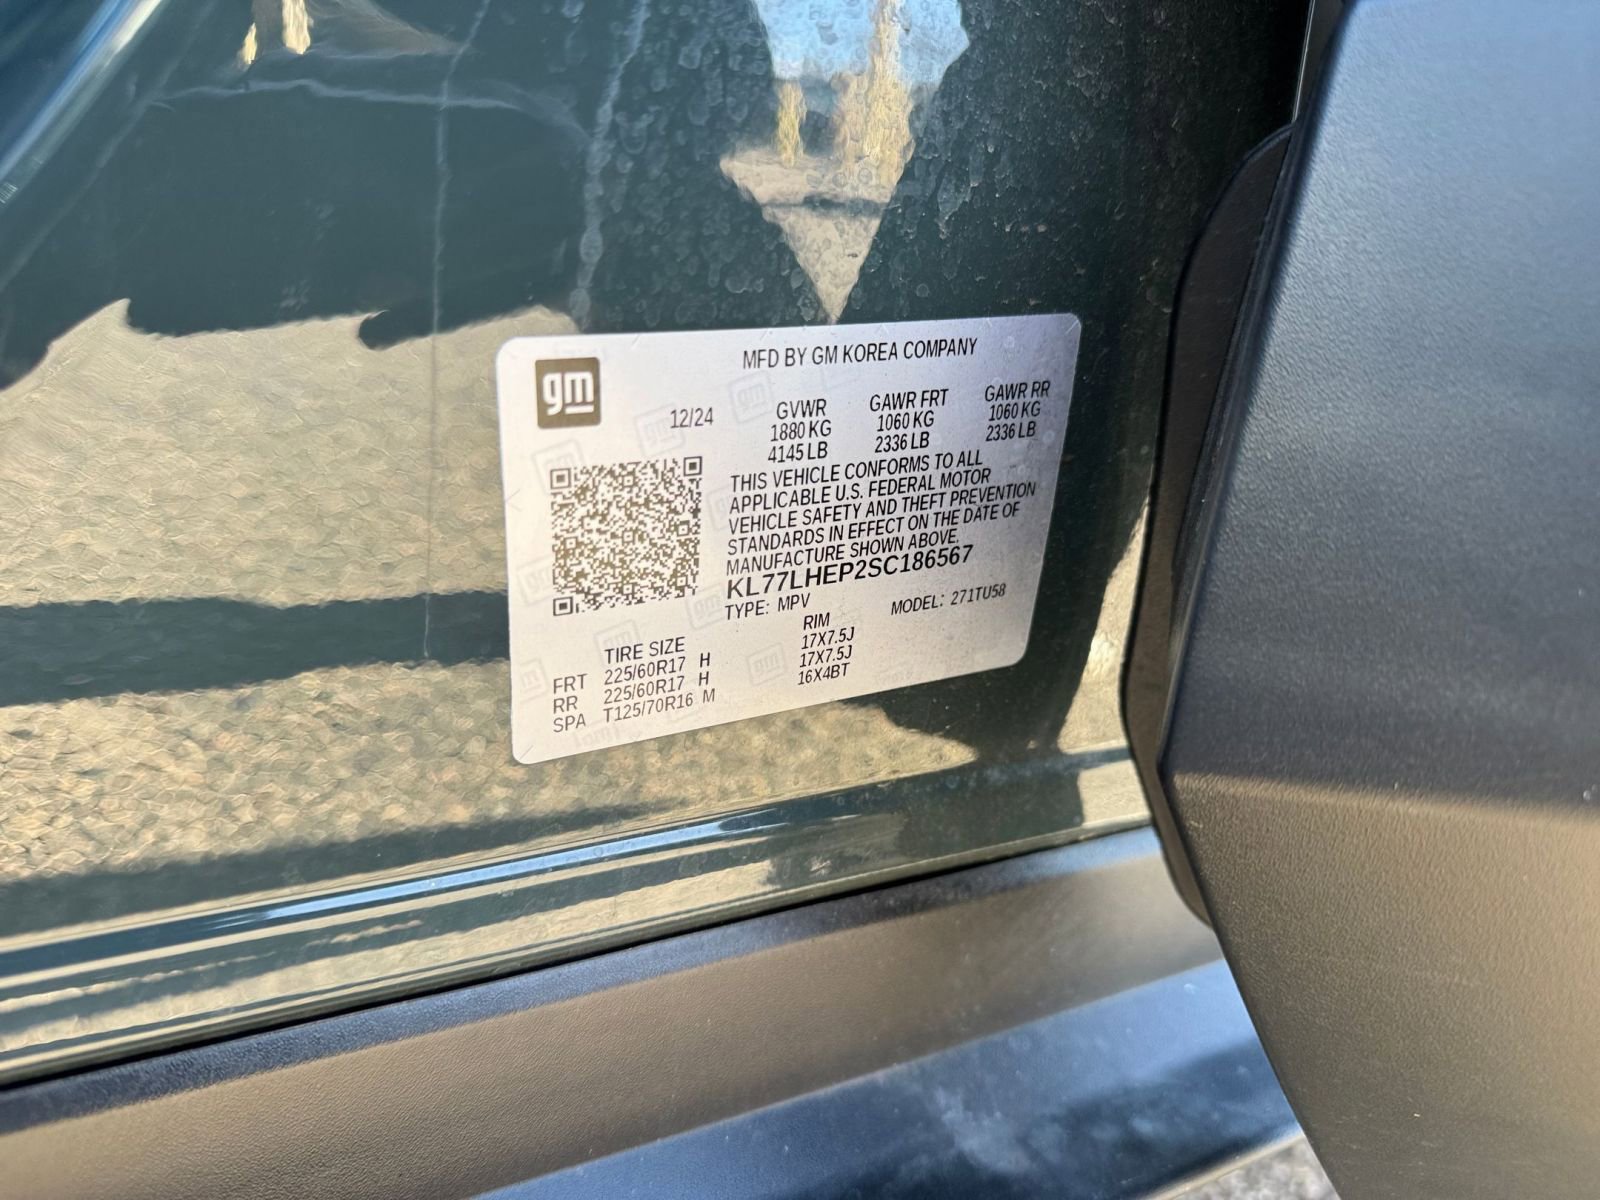 gm
MFD BY GM KOREA COMPANY
12/24
GVWR GAWR FRT GAWR RR
1880 KG 1060 KG 1060 KG
4145 LB 2336 LB 2336 LB
THIS VEHICLE CONFORMS TO ALL
APPLICABLE U.S. FEDERAL MOTOR
VEHICLE SAFETY AND THEFT PREVENTION
STANDARDS IN EFFECT ON THE DATE OF
MANUFACTURE SHOWN ABOVE.
KL77LHEP2SC186567
TYPE: MPV MODEL: 271TU58
TIRE SIZE RIM
FRT 225/60R17 H 17X7.5J
RR 225/60R17 H 17X7.5J
SPA T125/70R16 M 16X4BT